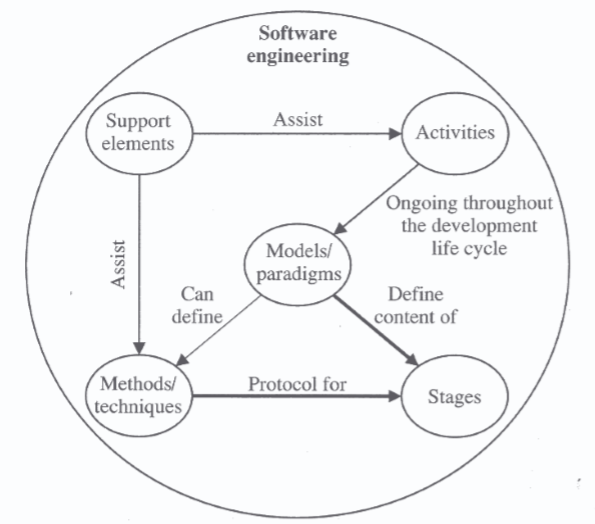 Software
engineering
Support
elements
Assist
Activities
Ongoing throughout
the development
life cycle
Assist
Models/
paradigms
Can
define
Define
content of
Methods/
techniques
Protocol for
Stages